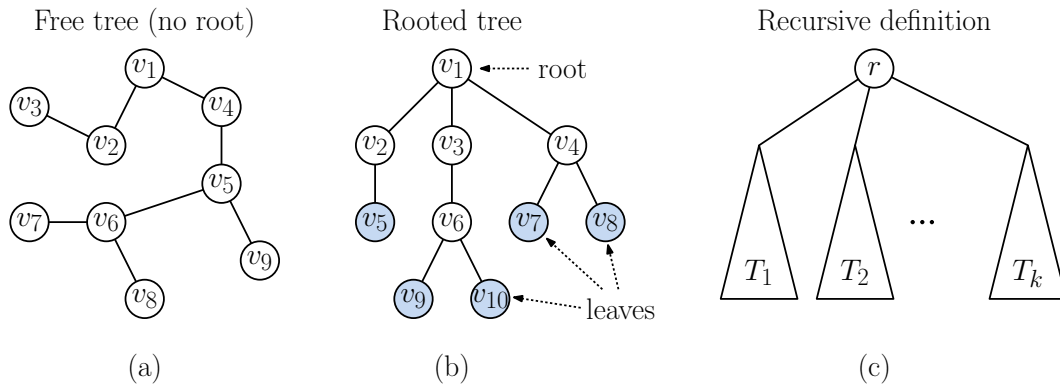 Free tree (no root)
v1
v3
v4
v2
v5
v7
v6
v9
v8
(a)
Rooted tree
v1
root
v2
v3
v4
v5
v6
v7
v8
v9
v10
leaves
(b)
Recursive definition
r
T1
T2
...
Tk
(c)